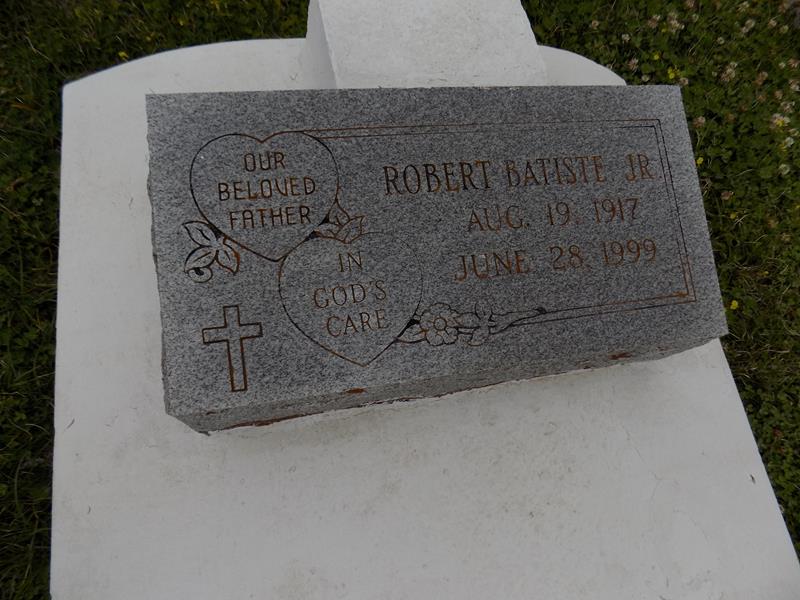 OUR
BELOVED
FATHER
IN
GOD'S
CARE
ROBERT BATISTE JR
AUG. 19, 1917
JUNE 28, 1999